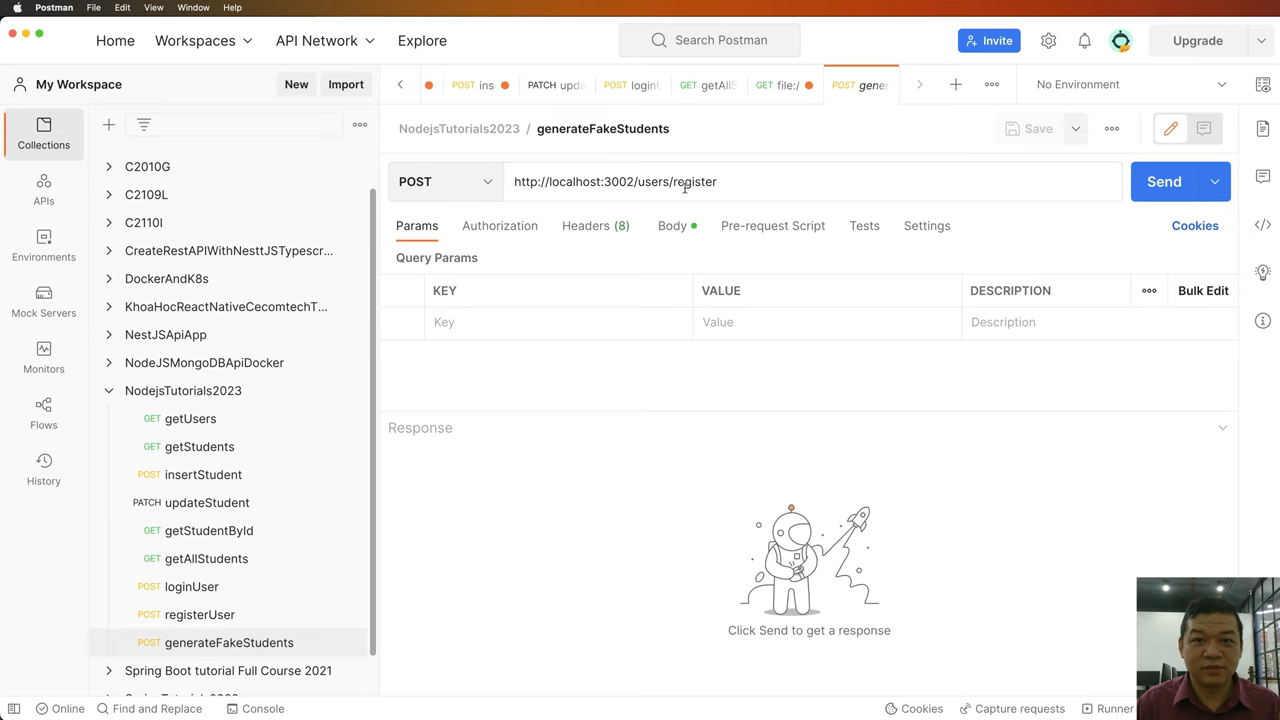 Postman File Edit View Window Help
Home Workspaces API Network Explore Search Postman Invite Upgrade
My Workspace New Import
POST ins PATCH upda POST loginU GET getAllS GET file:/ POST gener No Environment
Collections
APIs
Environments
Mock Servers
Monitors
Flows
History
C2010G
C2109L
C2110I
CreateRestAPIWithNesttJSTypescr...
DockerAndK8s
KhoaHocReactNativeCecomtechT...
NestJSApiApp
NodeJSMongoDBApiDocker
NodejsTutorials2023
GET getUsers
GET getStudents
POST insertStudent
PATCH updateStudent
GET getStudentById
GET getAllStudents
POST loginUser
POST registerUser
POST generateFakeStudents
Spring Boot tutorial Full Course 2021
NodejsTutorials2023 / generateFakeStudents Save
POST http://localhost:3002/users/register Send
Params Authorization Headers (8) Body Pre-request Script Tests Settings Cookies
Query Params
KEY VALUE DESCRIPTION Bulk Edit
Key Value Description
Response
Click Send to get a response
Online Find and Replace Console Cookies Capture requests Runner